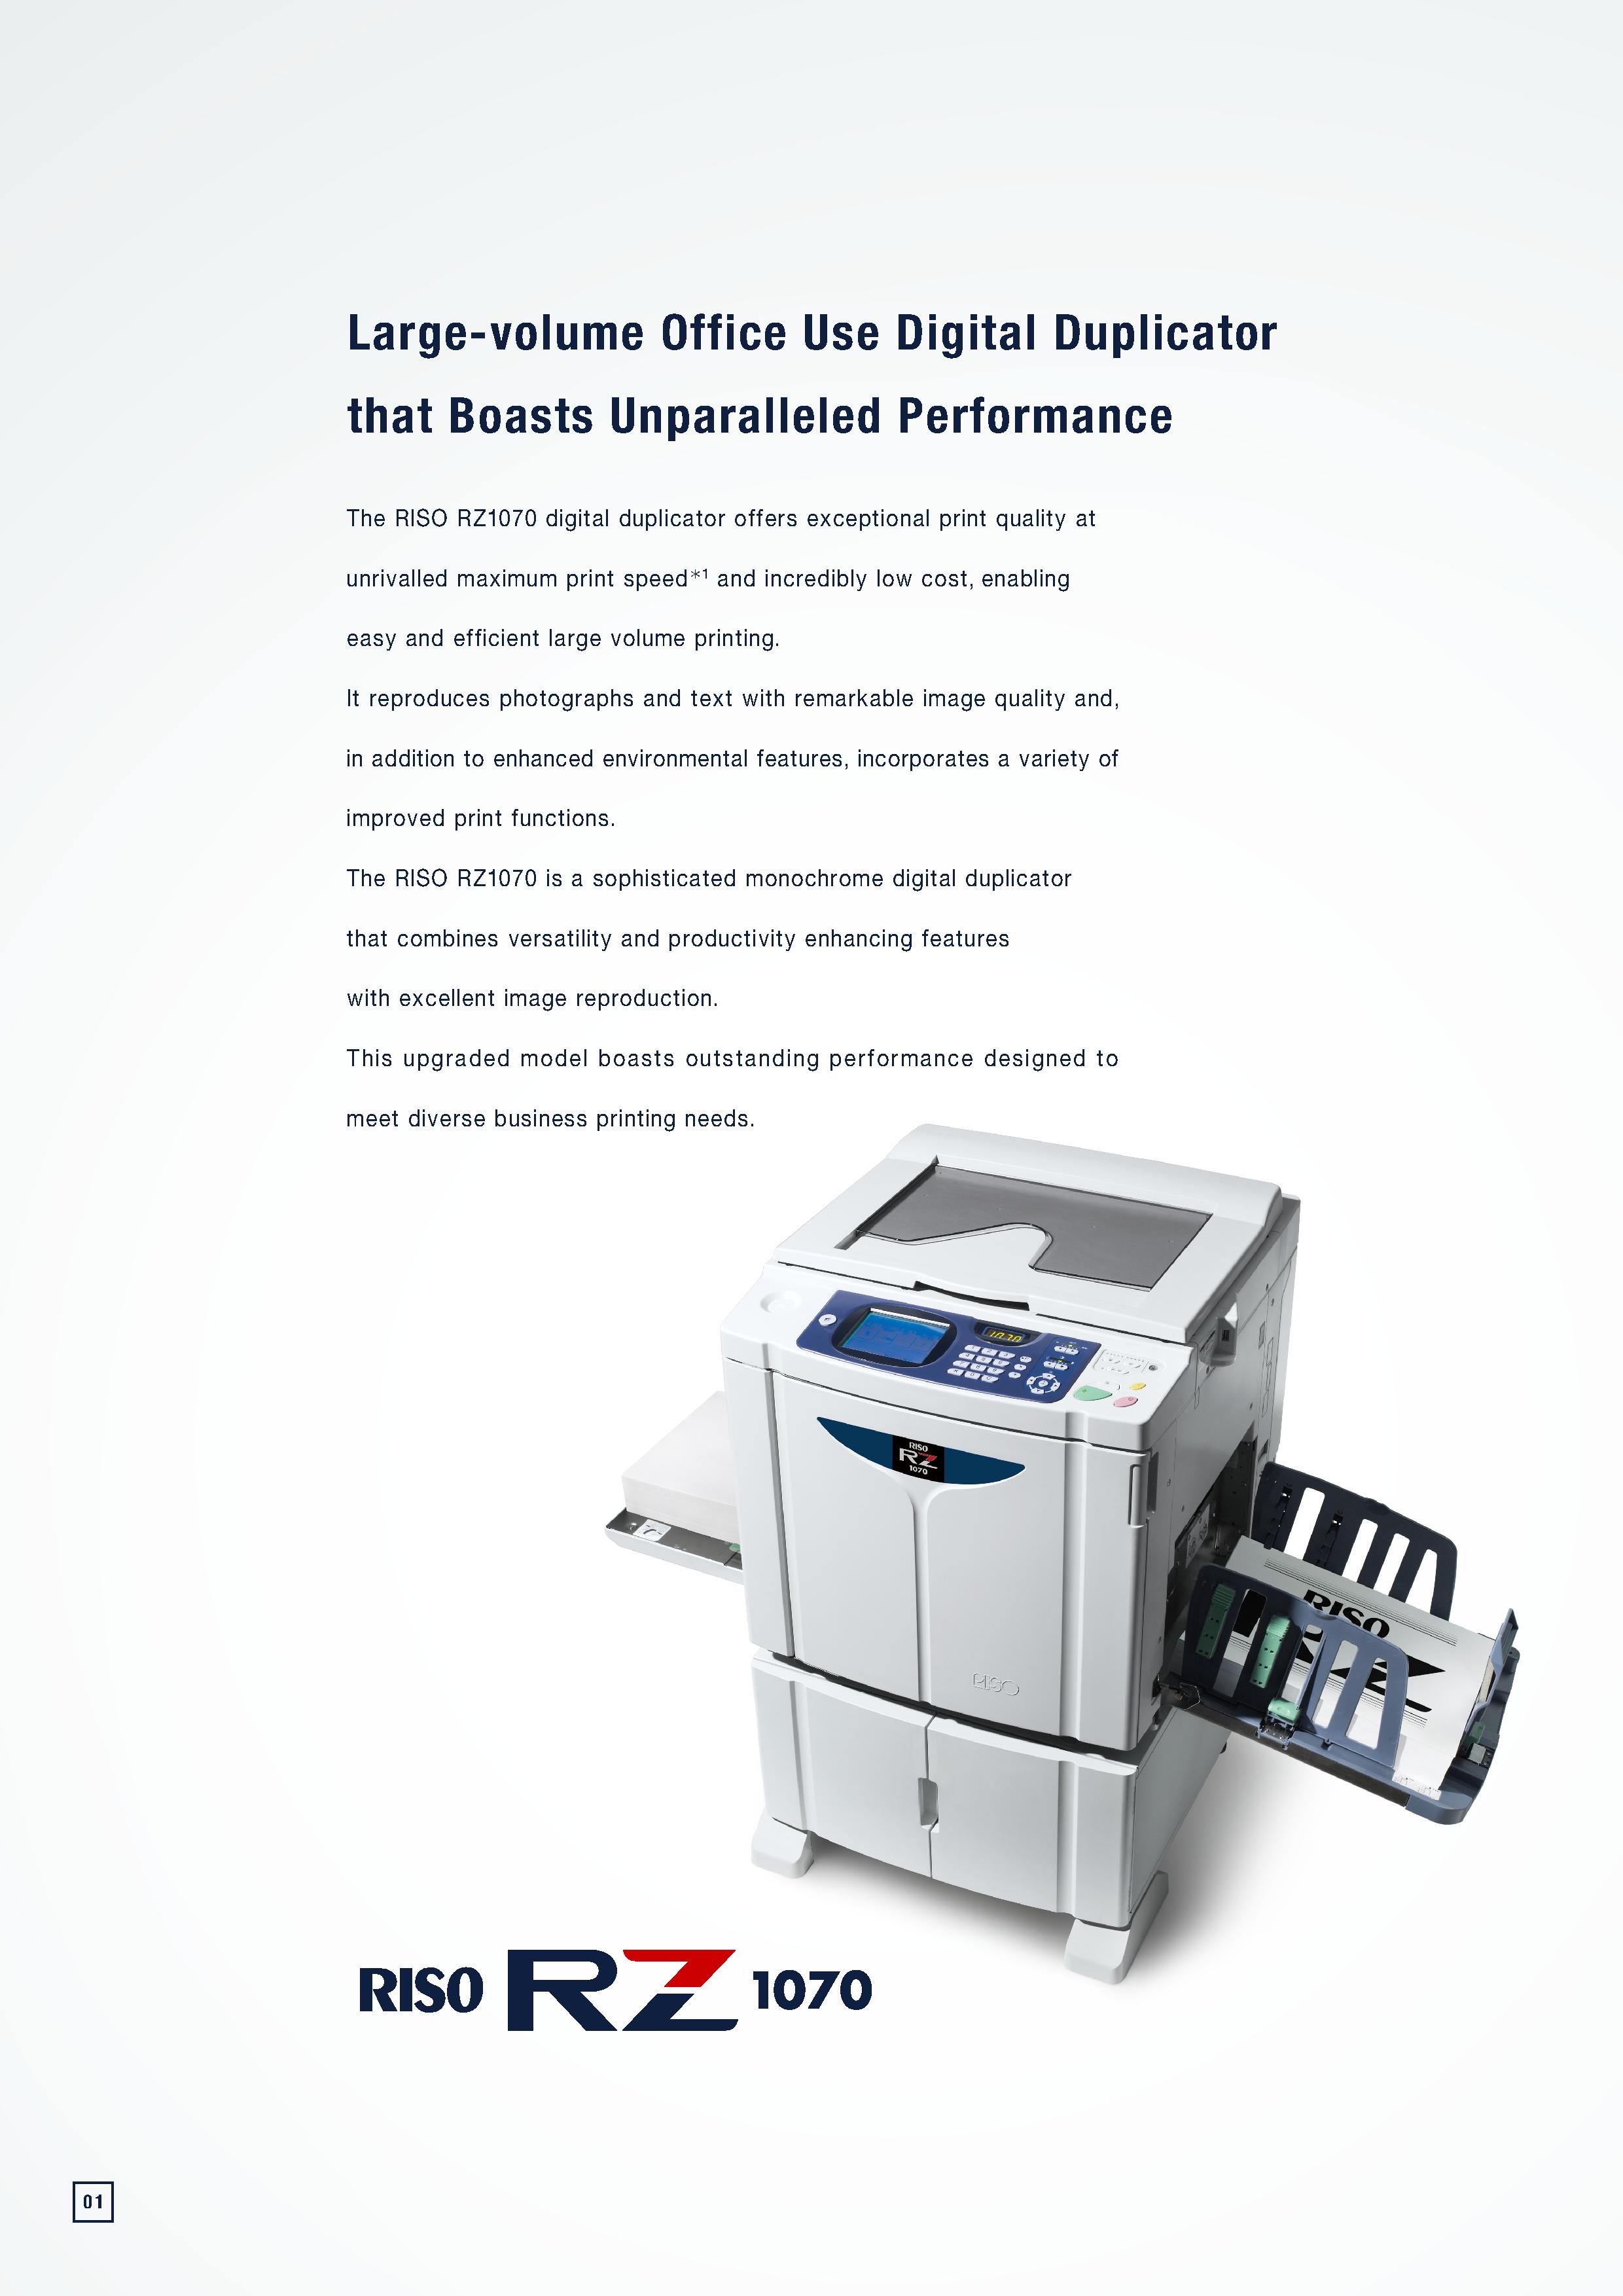 Large-volume Office Use Digital Duplicator
that Boasts Unparalleled Performance
The RISO RZ1070 digital duplicator offers exceptional print quality at
unrivalled maximum print speed*1 and incredibly low cost, enabling
easy and efficient large volume printing.
It reproduces photographs and text with remarkable image quality and,
in addition to enhanced environmental features, incorporates a variety of
improved print functions.
The RISO RZ1070 is a sophisticated monochrome digital duplicator
that combines versatility and productivity enhancing features
with excellent image reproduction.
This upgraded model boasts outstanding performance designed to
meet diverse business printing needs.
1070
RISO
RZ
1070
RISO
RISO
RISO RZ 1070
01